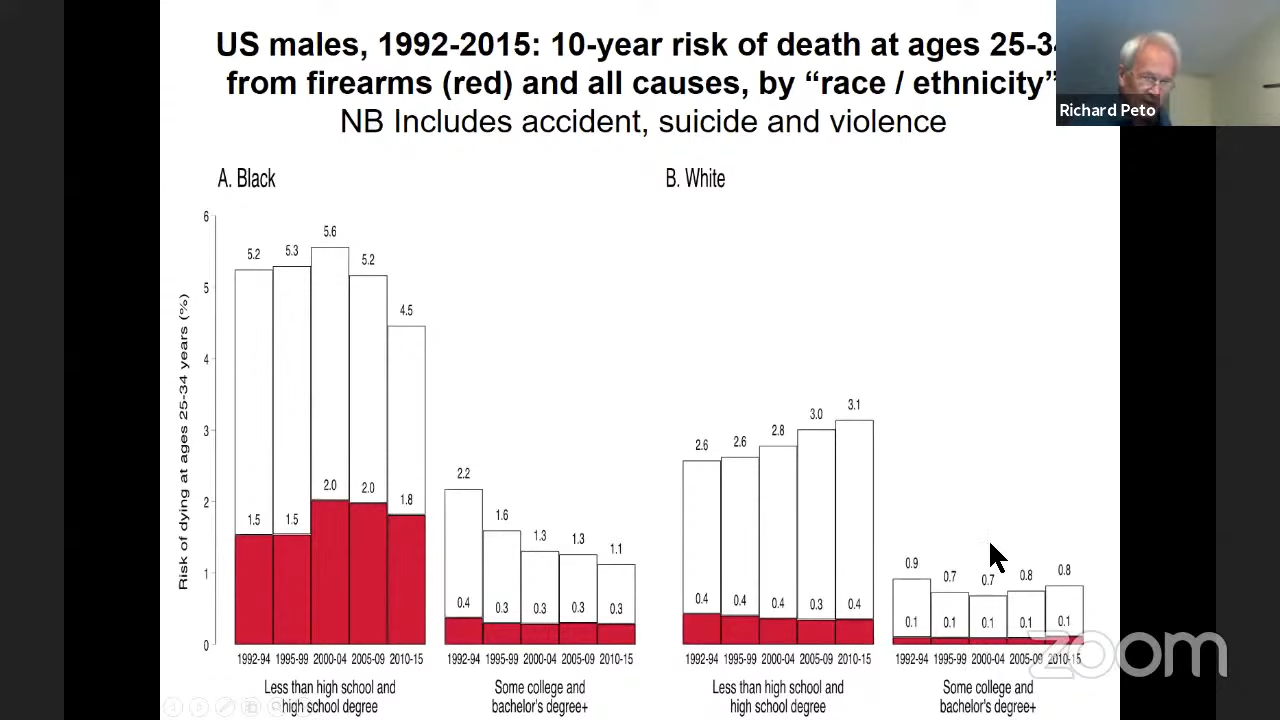 US males, 1992-2015: 10-year risk of death at ages 25-34
from firearms (red) and all causes, by “race / ethnicity”
NB Includes accident, suicide and violence
Richard Peto
A. Black
B. White
Risk of dying at ages 25-34 years (%)
6
5
4
3
2
1
0
5.2
5.3
5.6
5.2
4.5
1.5
1.5
2.0
2.0
1.8
2.2
1.6
1.3
1.3
1.1
0.4
0.3
0.3
0.3
0.3
2.6
2.6
2.8
3.0
3.1
0.4
0.4
0.4
0.3
0.4
0.9
0.7
0.7
0.8
0.8
0.1
0.1
0.1
0.1
0.1
1992-94 1995-99 2000-04 2005-09 2010-15
1992-94 1995-99 2000-04 2005-09 2010-15
1992-94 1995-99 2000-04 2005-09 2010-15
1992-94 1995-99 2000-04 2005-09 2010-15
Less than high school and
high school degree
Some college and
bachelor's degree+
Less than high school and
high school degree
Some college and
bachelor's degree+
zoom